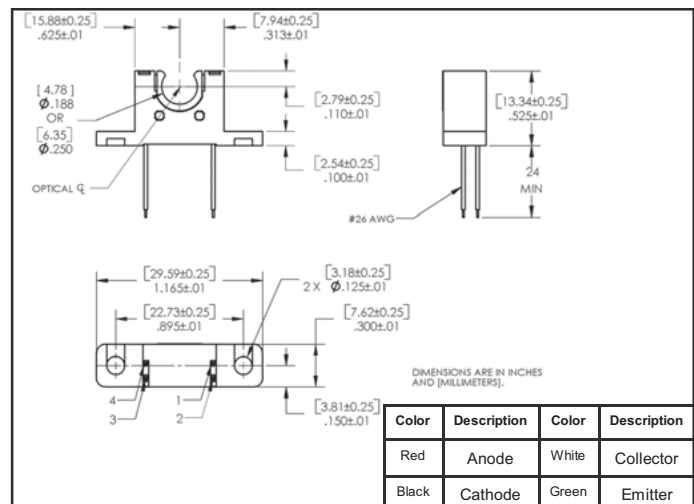 [15.88±0.25]
.625±.01
[7.94±0.25]
.313±.01
[4.78]
Ø.188
OR
[6.35]
Ø.250
OPTICAL ℄
[2.79±0.25]
.110±.01
[2.54±0.25]
.100±.01
[13.34±0.25]
.525±.01
24
MIN
#26 AWG
[29.59±0.25]
1.165±.01
[22.73±0.25]
.895±.01
[3.18±0.25]
2 X Ø.125±.01
[7.62±0.25]
.300±.01
4
3
1
2
[3.81±0.25]
.150±.01
DIMENSIONS ARE IN INCHES
AND [MILLIMETERS].
Color Description Color Description
Red Anode White Collector
Black Cathode Green Emitter